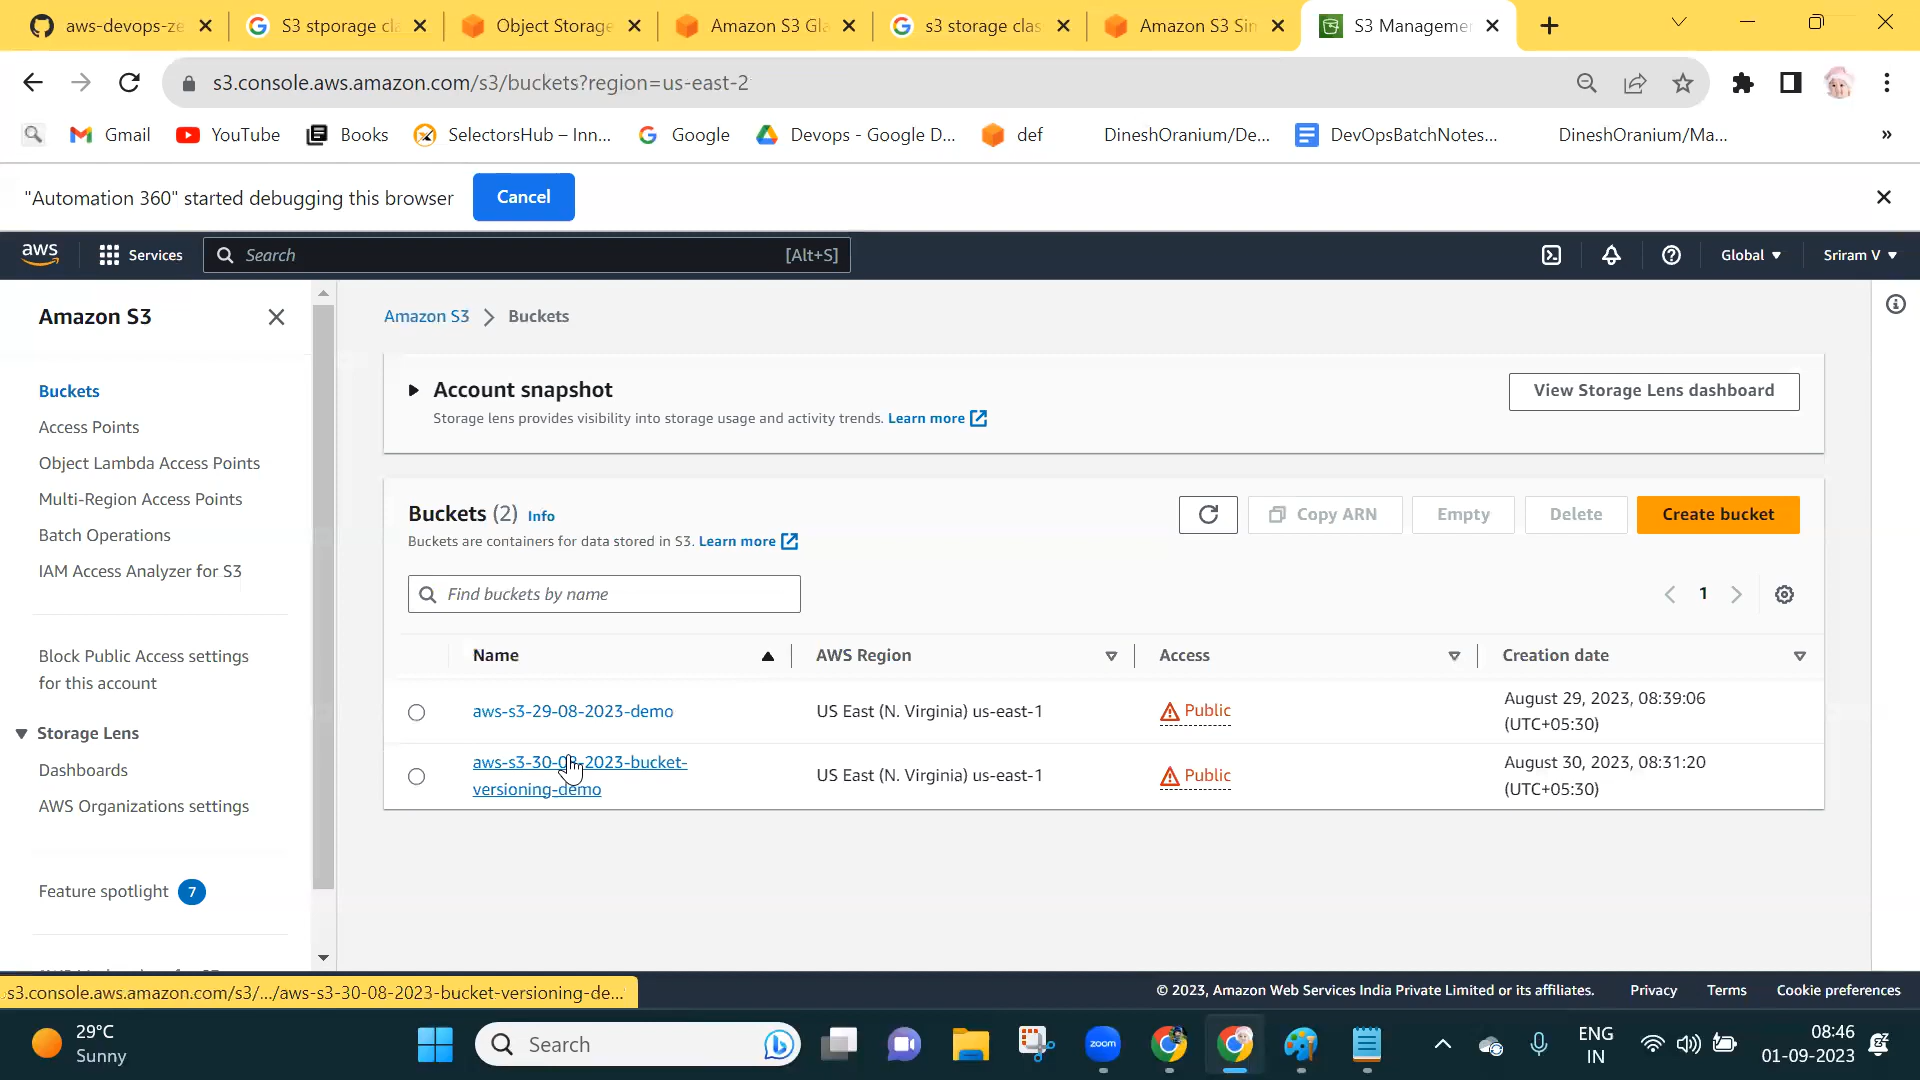 aws-devops-ze
S3 stporage cla
Object Storage
Amazon S3 Gla
s3 storage clas
Amazon S3 Sim
S3 Managemen
s3.console.aws.amazon.com/s3/buckets?region=us-east-2
Gmail
YouTube
Books
SelectorsHub – Inn...
Google
Devops - Google D...
def
DineshOranium/De...
DevOpsBatchNotes...
DineshOranium/Ma...
»
"Automation 360" started debugging this browser
Cancel
aws
Services
Search
[Alt+S]
Global
Sriram V
Amazon S3
Buckets
Access Points
Object Lambda Access Points
Multi-Region Access Points
Batch Operations
IAM Access Analyzer for S3
Block Public Access settings
for this account
Storage Lens
Dashboards
AWS Organizations settings
Feature spotlight 7
Amazon S3 > Buckets
Account snapshot
Storage lens provides visibility into storage usage and activity trends. Learn more
View Storage Lens dashboard
Buckets (2) Info
Buckets are containers for data stored in S3. Learn more
Copy ARN
Empty
Delete
Create bucket
Find buckets by name
1
Name
AWS Region
Access
Creation date
aws-s3-29-08-2023-demo
US East (N. Virginia) us-east-1
Public
August 29, 2023, 08:39:06
(UTC+05:30)
aws-s3-30-08-2023-bucket-
versioning-demo
US East (N. Virginia) us-east-1
Public
August 30, 2023, 08:31:20
(UTC+05:30)
s3.console.aws.amazon.com/s3/.../aws-s3-30-08-2023-bucket-versioning-de...
© 2023, Amazon Web Services India Private Limited or its affiliates.
Privacy
Terms
Cookie preferences
29°C
Sunny
Search
zoom
ENG
IN
08:46
01-09-2023